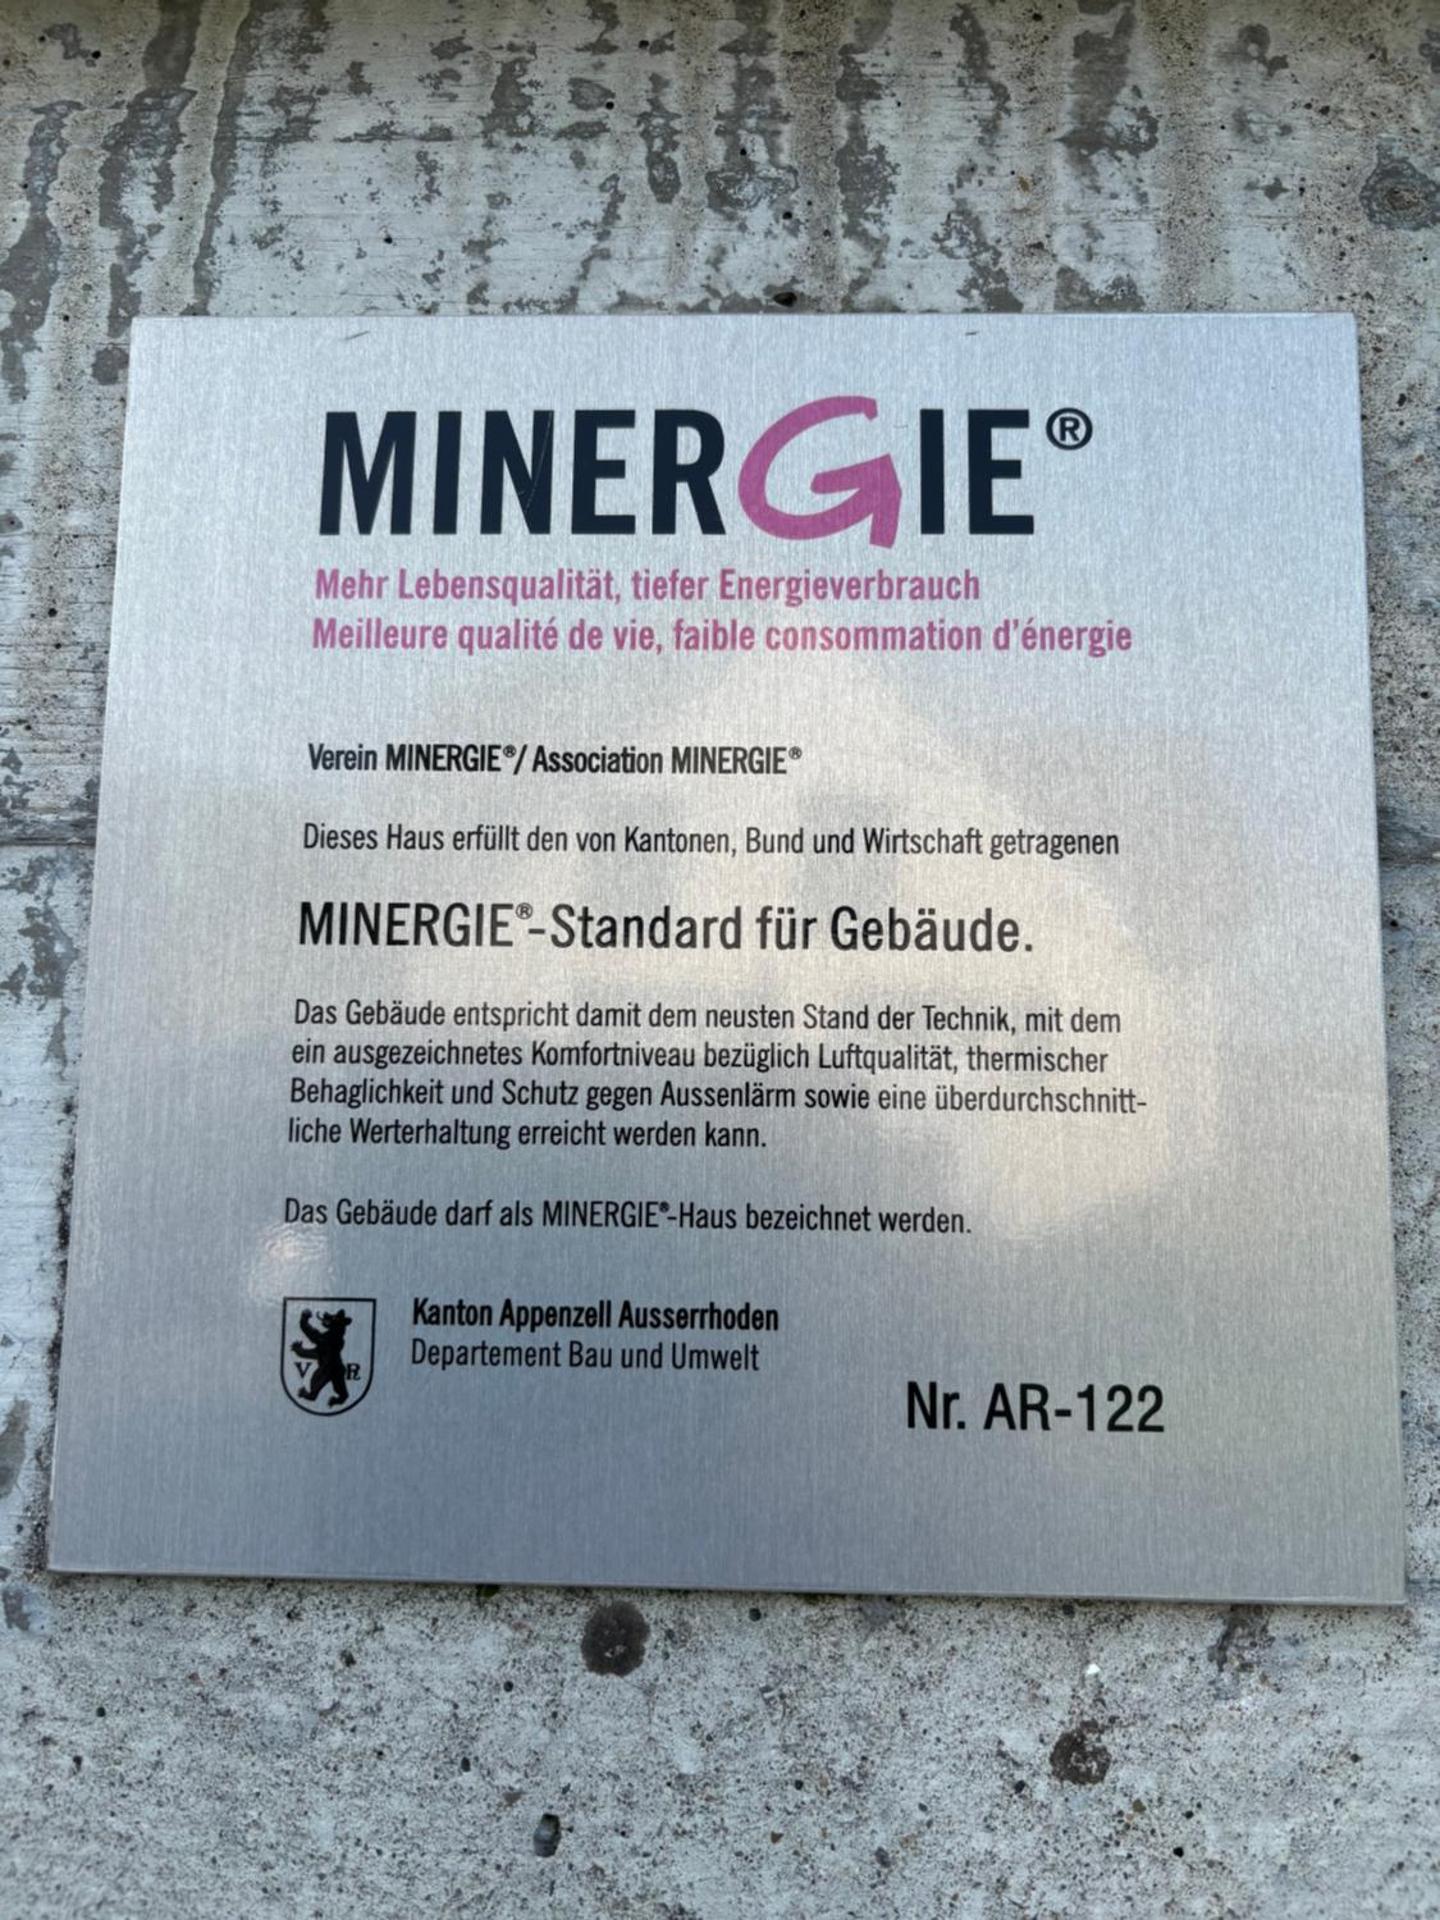 MINERGIE®
Mehr Lebensqualität, tiefer Energieverbrauch
Meilleure qualité de vie, faible consommation d'énergie
Verein MINERGIE®/ Association MINERGIE®
Dieses Haus erfüllt den von Kantonen, Bund und Wirtschaft getragenen
MINERGIE®-Standard für Gebäude.
Das Gebäude entspricht damit dem neusten Stand der Technik, mit dem
ein ausgezeichnetes Komfortniveau bezüglich Luftqualität, thermischer
Behaglichkeit und Schutz gegen Aussenlärm sowie eine überdurchschnitt-
liche Werterhaltung erreicht werden kann.
Das Gebäude darf als MINERGIE®-Haus bezeichnet werden.
V R
Kanton Appenzell Ausserrhoden
Departement Bau und Umwelt
Nr. AR-122